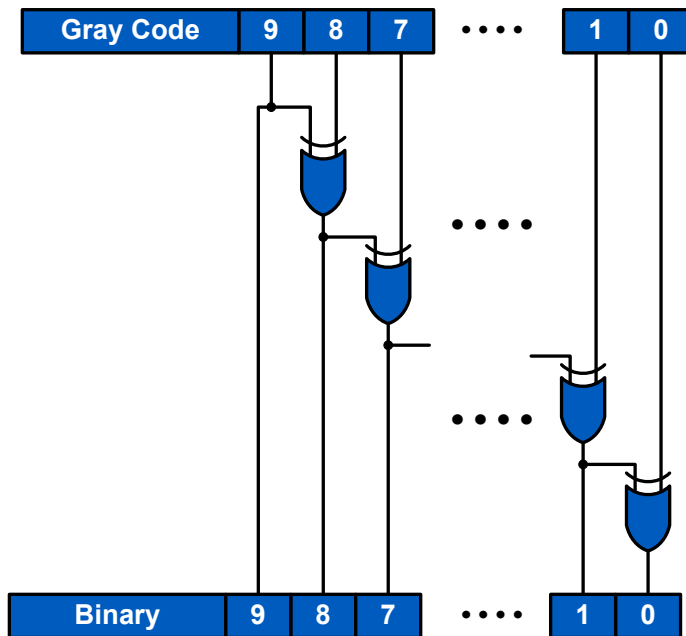 Gray Code 9 8 7 •••• 1 0
Binary 9 8 7 •••• 1 0